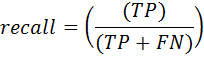 recall = ( (TP) / (TP + FN) )